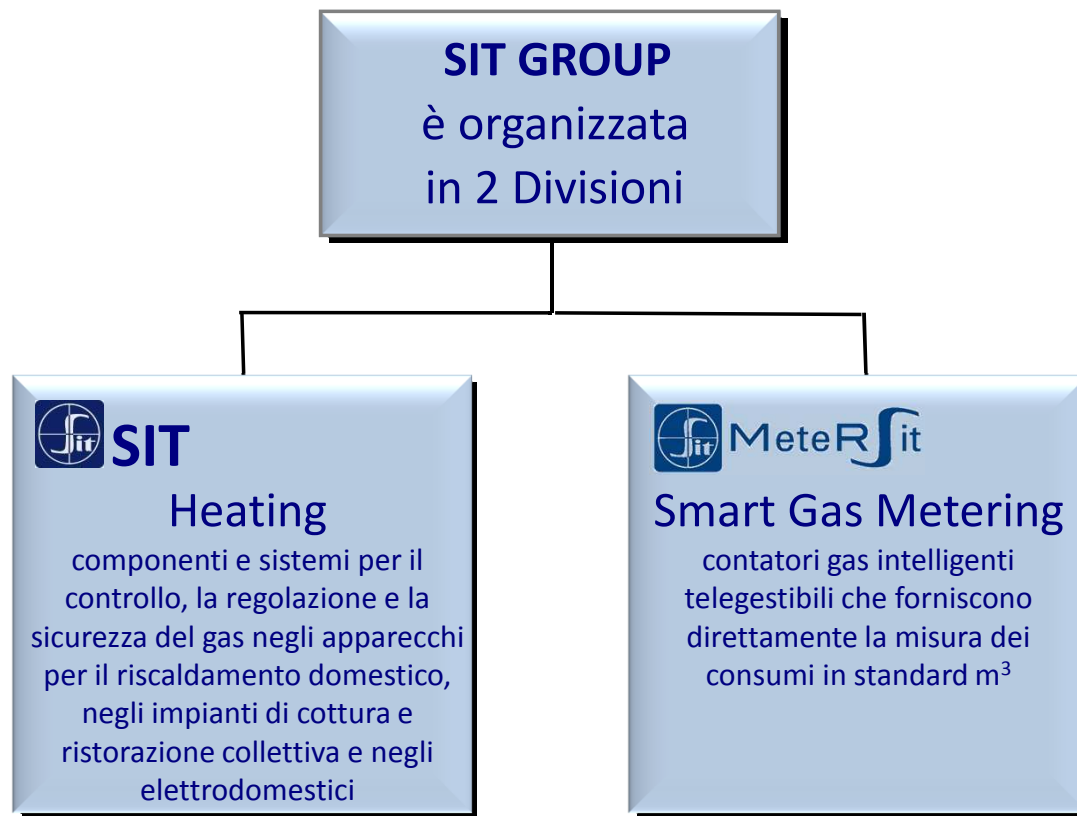 SIT GROUP
è organizzata
in 2 Divisioni
Sit SIT
Heating
componenti e sistemi per il
controllo, la regolazione e la
sicurezza del gas negli apparecchi
per il riscaldamento domestico,
negli impianti di cottura e
ristorazione collettiva e negli
elettrodomestici
Sit MeteRSit
Smart Gas Metering
contatori gas intelligenti
telegestibili che forniscono
direttamente la misura dei
consumi in standard m³